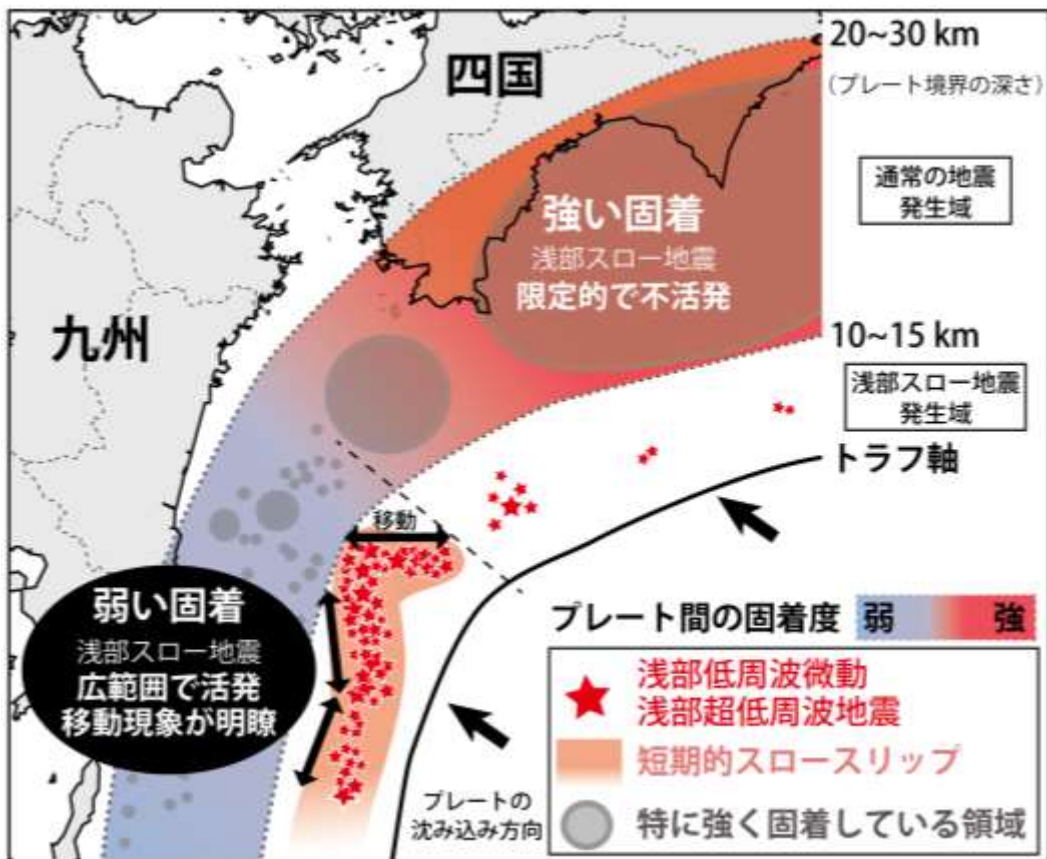 四国
20~30 km
(プレート境界の深さ)
通常の地震
発生域
強い固着
浅部スロー地震
限定的で不活発
九州
10~15 km
浅部スロー地震
発生域
トラフ軸
移動
弱い固着
浅部スロー地震
広範囲で活発
移動現象が明瞭
プレート間の固着度 弱 強
浅部低周波微動
浅部超低周波地震
短期的スロースリップ
特に強く固着している領域
プレートの
沈み込み方向